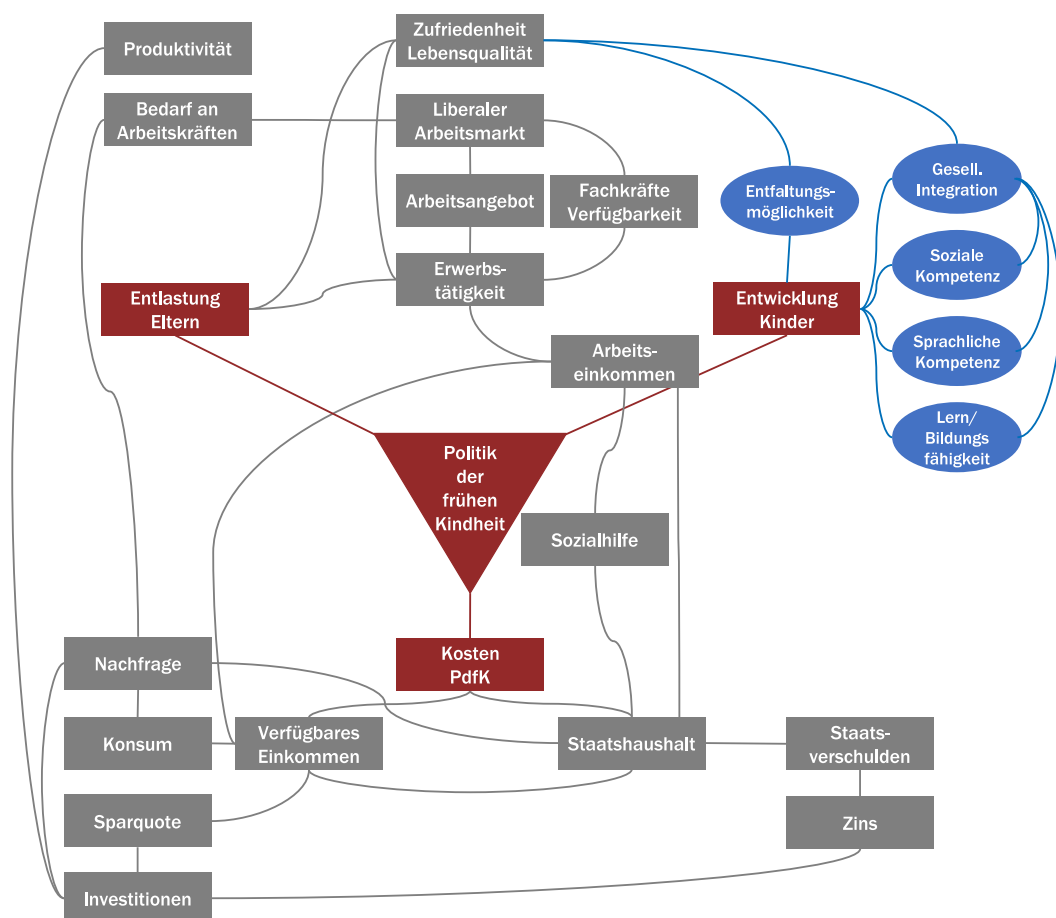 Produktivität
Zufriedenheit
Lebensqualität
Bedarf an
Arbeitskräften
Liberaler
Arbeitsmarkt
Arbeitsangebot
Fachkräfte
Verfügbarkeit
Entfaltungs-
möglichkeit
Gesell.
Integration
Soziale
Kompetenz
Erwerbs-
tätigkeit
Entlastung
Eltern
Entwicklung
Kinder
Sprachliche
Kompetenz
Arbeits-
einkommen
Lern/
Bildungs
fähigkeit
Politik
der
frühen
Kindheit
Sozialhilfe
Nachfrage
Kosten
PdfK
Konsum
Verfügbares
Einkommen
Staatshaushalt
Staats-
verschulden
Sparquote
Zins
Investitionen